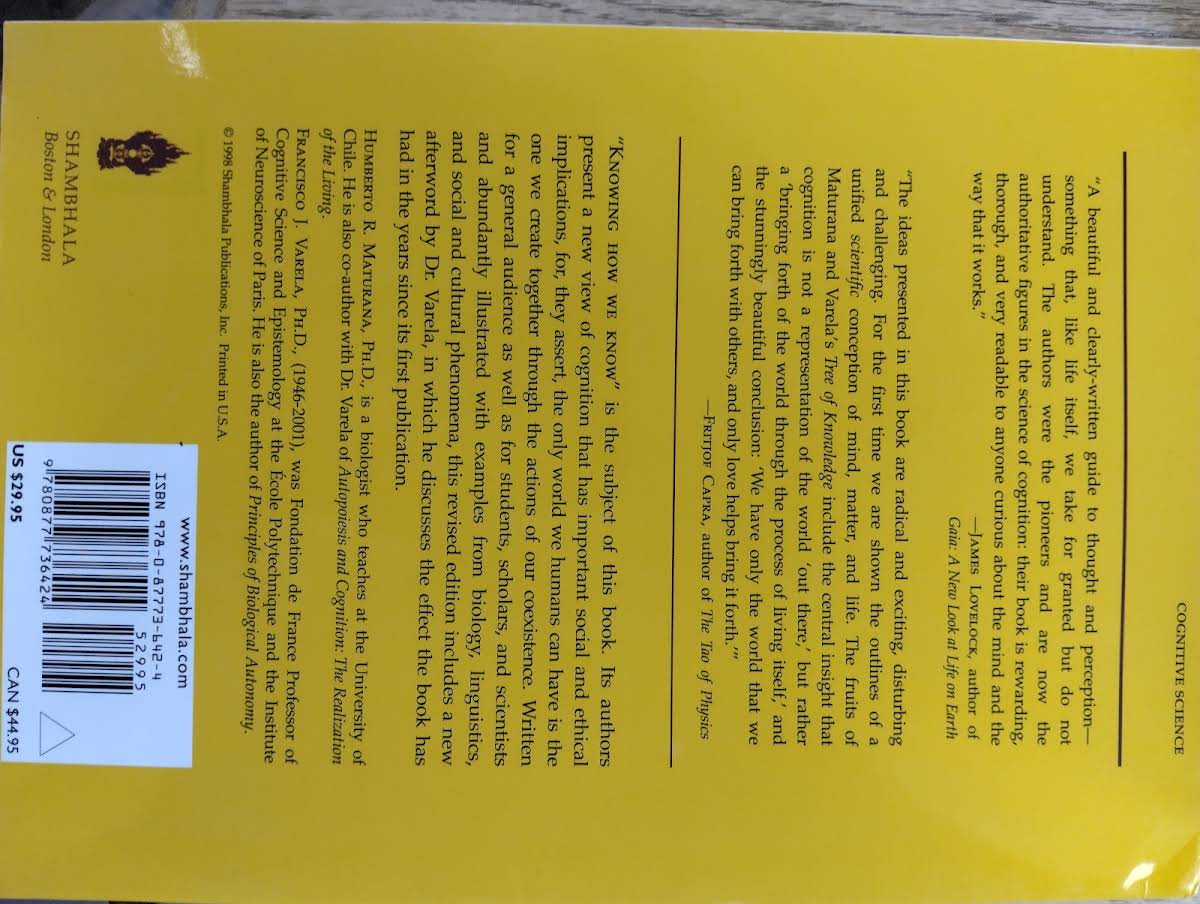 COGNITIVE SCIENCE
“A beautiful and clearly-written guide to thought and perception—
something that, like life itself, we take for granted but do not
understand. The authors were the pioneers and are now the
authoritative figures in the science of cognition: their book is rewarding,
thorough, and very readable to anyone curious about the mind and the
way that it works.”
—JAMES LOVELOCK, author of
Gaia: A New Look at Life on Earth
“The ideas presented in this book are radical and exciting, disturbing
and challenging. For the first time we are shown the outlines of a
unified scientific conception of mind, matter, and life. The fruits of
Maturana and Varela’s Tree of Knowledge include the central insight that
cognition is not a representation of the world ‘out there,’ but rather
a ‘bringing forth of the world through the process of living itself,’ and
the stunningly beautiful conclusion: ‘We have only the world that we
can bring forth with others, and only love helps bring it forth.’”
—FRITJOF CAPRA, author of The Tao of Physics
“KNOWING HOW WE KNOW” is the subject of this book. Its authors
present a new view of cognition that has important social and ethical
implications, for, they assert, the only world we humans can have is the
one we create together through the actions of our coexistence. Written
for a general audience as well as for students, scholars, and scientists
and abundantly illustrated with examples from biology, linguistics,
and social and cultural phenomena, this revised edition includes a new
afterword by Dr. Varela, in which he discusses the effect the book has
had in the years since its first publication.
HUMBERTO R. MATURANA, PH.D., is a biologist who teaches at the University of
Chile. He is also co-author with Dr. Varela of Autopoiesis and Cognition: The Realization
of the Living.
FRANCISCO J. VARELA, PH.D., (1946-2001), was Fondation de France Professor of
Cognitive Science and Epistemology at the École Polytechnique and the Institute
of Neuroscience of Paris. He is also the author of Principles of Biological Autonomy.
© 1998 Shambhala Publications, Inc. Printed in U.S.A.
SHAMBHALA
Boston & London
www.shambhala.com
ISBN 978-0-87773-642-4
52995
9 780877 736424
US $29.95 CAN $44.95